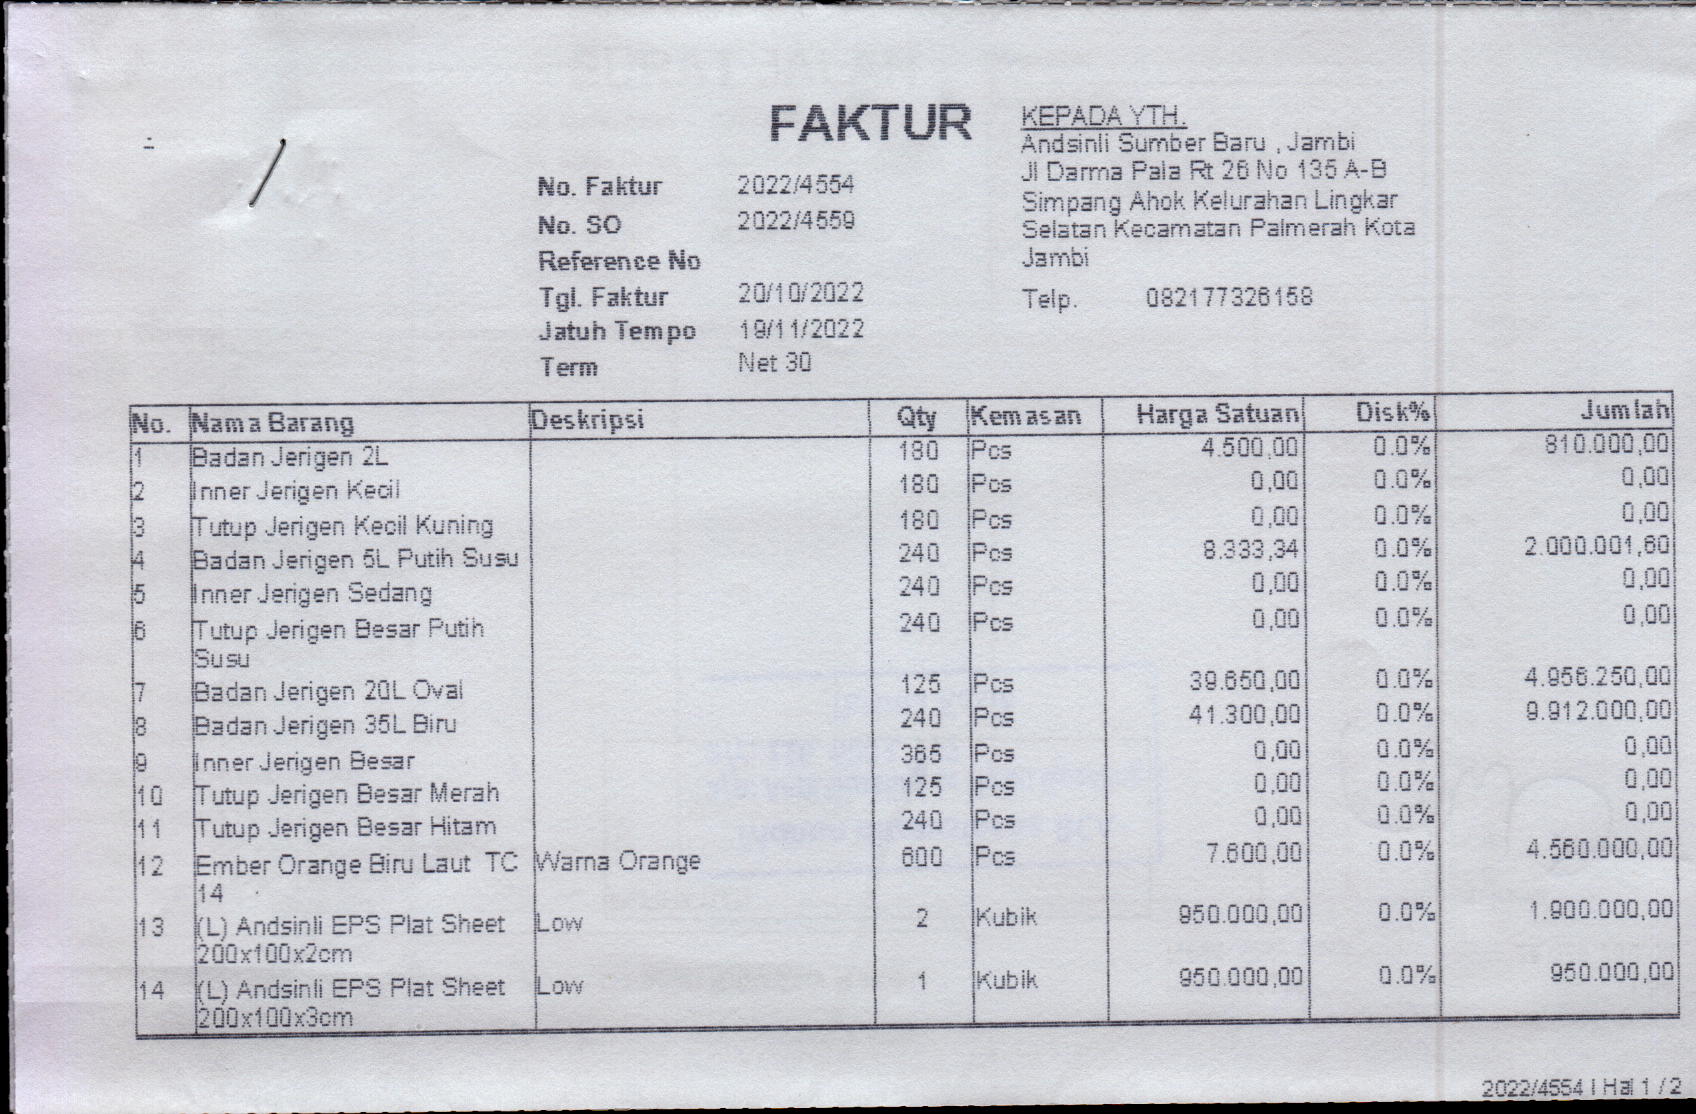 FAKTUR
No. Faktur 2022/4554
No. SO 2022/4559
Reference No
Tgl. Faktur 20/10/2022
Jatuh Tempo 19/11/2022
Term Net 30
KEPADA YTH.
Andsinli Sumber Baru , Jambi
Jl Darma Pala Rt 26 No 135 A-B
Simpang Ahok Kelurahan Lingkar
Selatan Kecamatan Palmerah Kota
Jambi
Telp. 082177326158
No. Nama Barang Deskripsi Qty Kemasan Harga Satuan Disk% Jumlah
1 Badan Jerigen 2L 180 Pcs 4.500,00 0.0% 810.000,00
2 Inner Jerigen Kecil 180 Pcs 0,00 0.0% 0,00
3 Tutup Jerigen Kecil Kuning 180 Pcs 0,00 0.0% 0,00
4 Badan Jerigen 5L Putih Susu 240 Pcs 8.333,34 0.0% 2.000.001,60
5 Inner Jerigen Sedang 240 Pcs 0,00 0.0% 0,00
6 Tutup Jerigen Besar Putih 240 Pcs 0,00 0.0% 0,00
Susu
7 Badan Jerigen 20L Oval 125 Pcs 39.650,00 0.0% 4.956.250,00
8 Badan Jerigen 35L Biru 240 Pcs 41.300,00 0.0% 9.912.000,00
9 Inner Jerigen Besar 365 Pcs 0,00 0.0% 0,00
10 Tutup Jerigen Besar Merah 125 Pcs 0,00 0.0% 0,00
11 Tutup Jerigen Besar Hitam 240 Pcs 0,00 0.0% 0,00
12 Ember Orange Biru Laut TC Warna Orange 600 Pcs 7.600,00 0.0% 4.560.000,00
14
13 (L) Andsinli EPS Plat Sheet Low 2 Kubik 950.000,00 0.0% 1.900.000,00
200x100x2cm
14 (L) Andsinli EPS Plat Sheet Low 1 Kubik 950.000,00 0.0% 950.000,00
200x100x3cm
2022/4554 | Hal 1 / 2